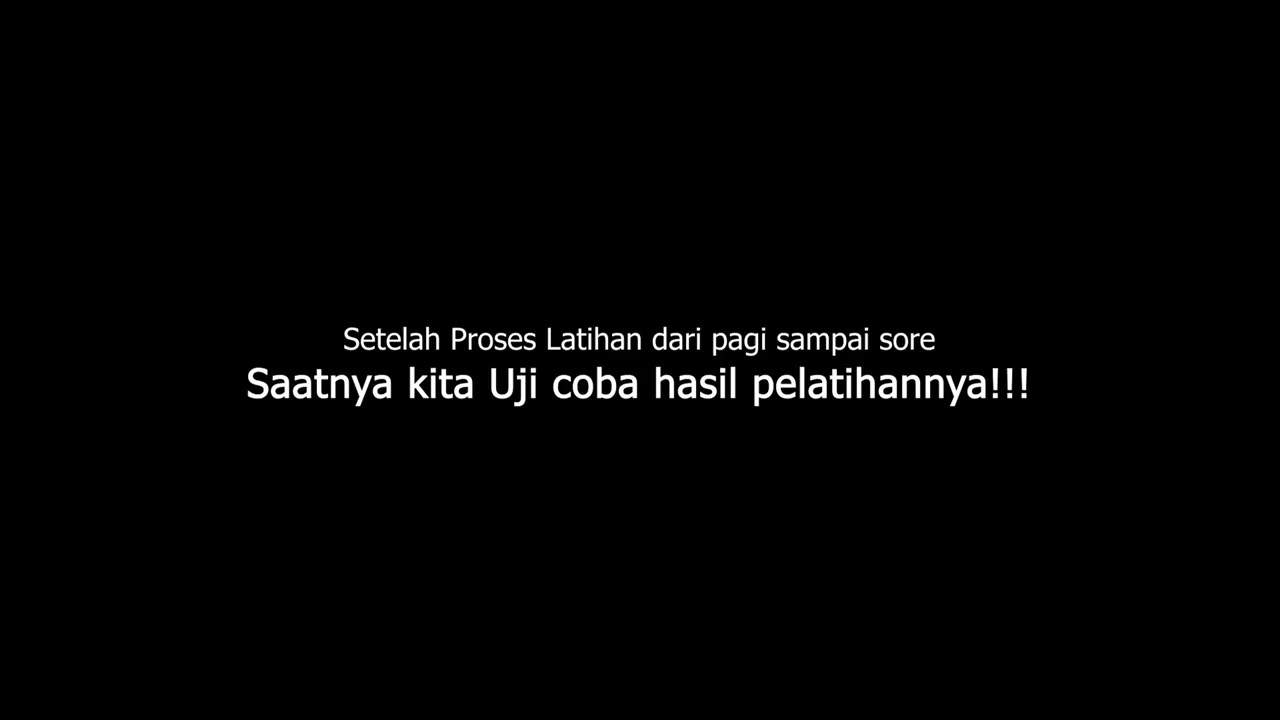 Setelah Proses Latihan dari pagi sampai sore
Saatnya kita Uji coba hasil pelatihannya!!!